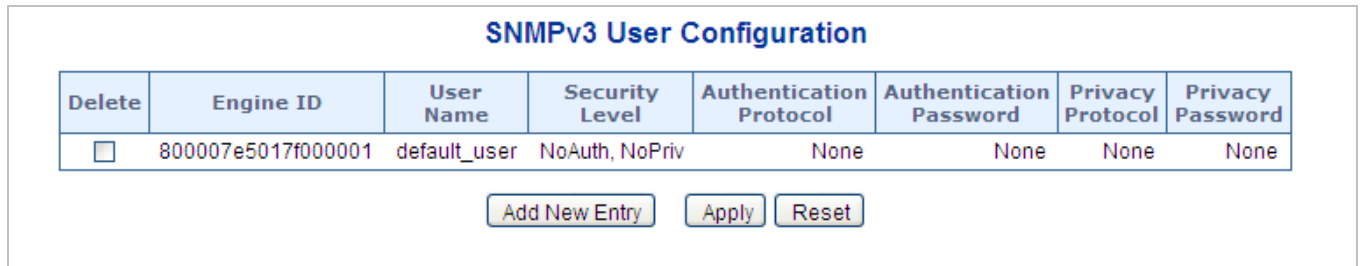 SNMPv3 User Configuration
Delete Engine ID User Name Security Level Authentication Protocol Authentication Password Privacy Protocol Privacy Password
800007e5017f000001 default_user NoAuth, NoPriv None None None None
Add New Entry Apply Reset